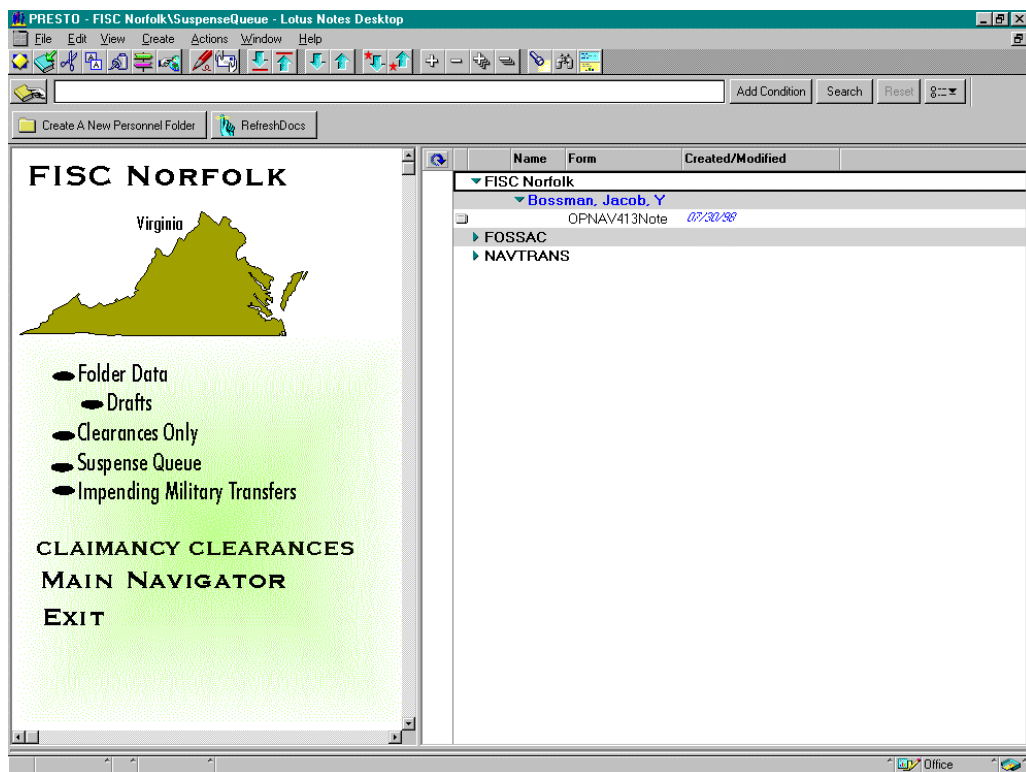 PRESTO - FISC Norfolk\SuspenseQueue - Lotus Notes Desktop
File Edit View Create Actions Window Help
Add Condition Search Reset
Create A New Personnel Folder RefreshDocs
FISC NORFOLK
Virginia
Folder Data
Drafts
Clearances Only
Suspense Queue
Impending Military Transfers
CLAIMANCY CLEARANCES
MAIN NAVIGATOR
EXIT
Name Form Created/Modified
FISC Norfolk
Bossman, Jacob, Y
OPNAV413Note 07/30/98
FOSSAC
NAVTRANS
Office